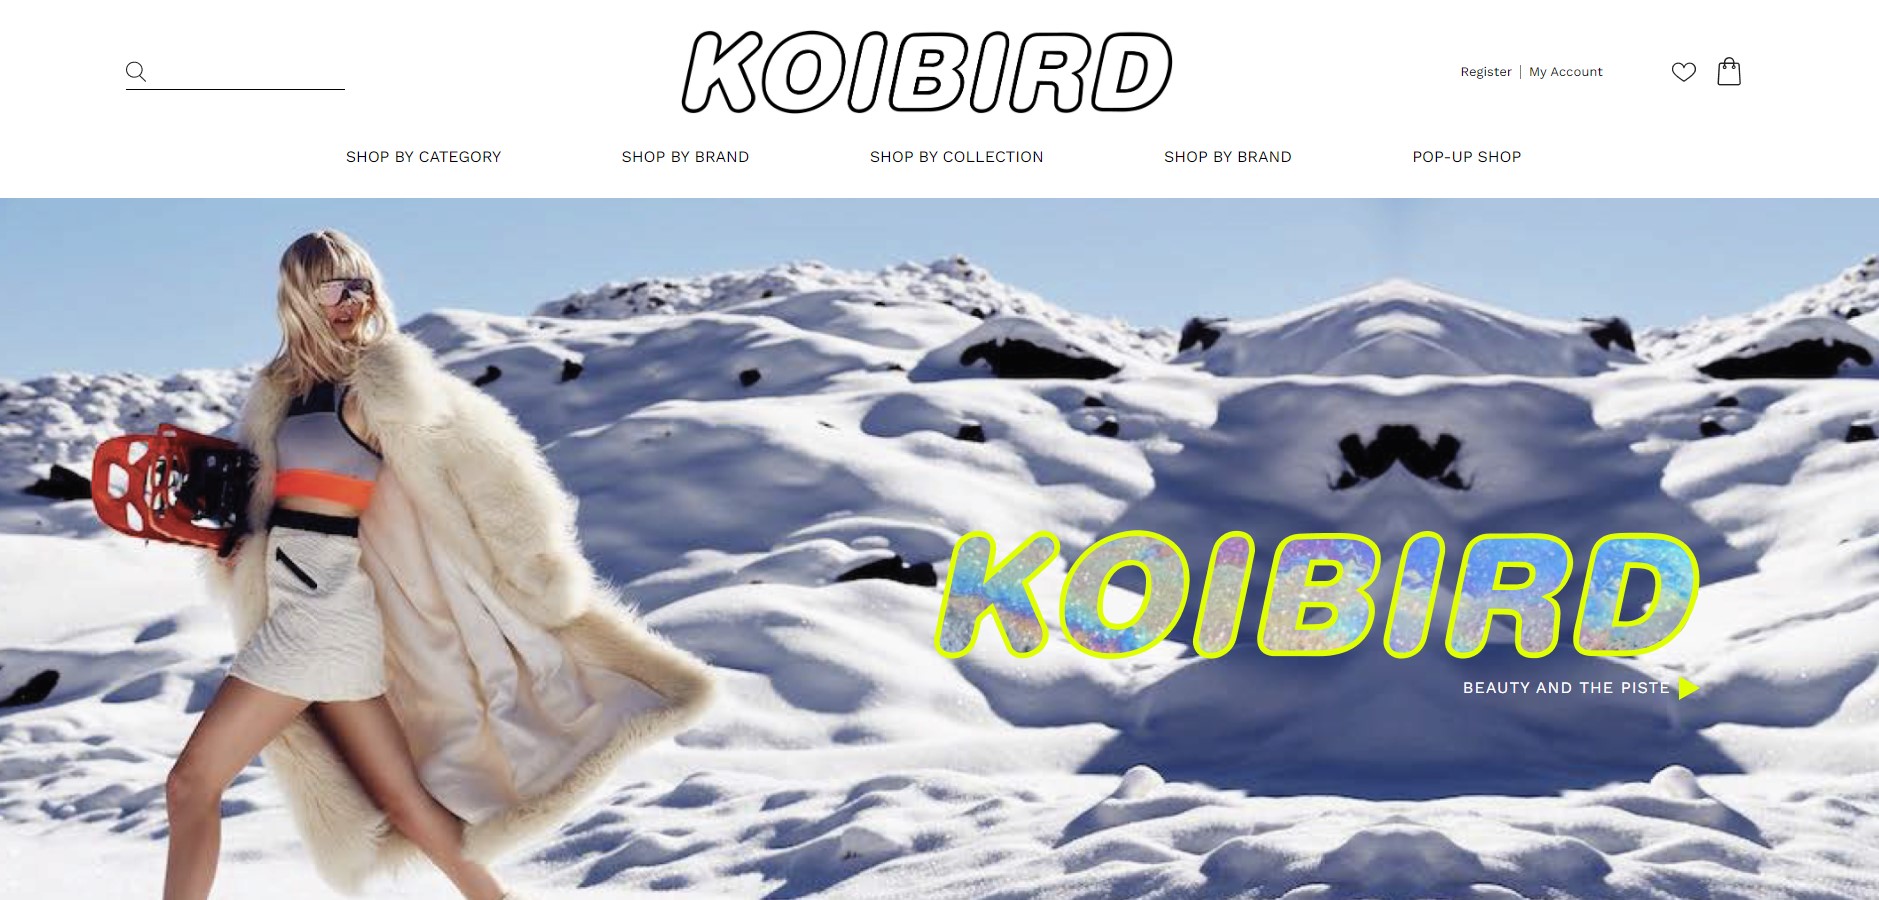 KOIBIRD
Register | My Account
SHOP BY CATEGORY
SHOP BY BRAND
SHOP BY COLLECTION
SHOP BY BRAND
POP-UP SHOP
KOIBIRD
BEAUTY AND THE PISTE